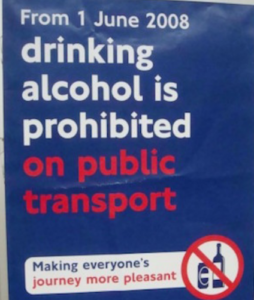 From 1 June 2008
drinking
alcohol is
prohibited
on public
transport
Making everyone's
journey more pleasant